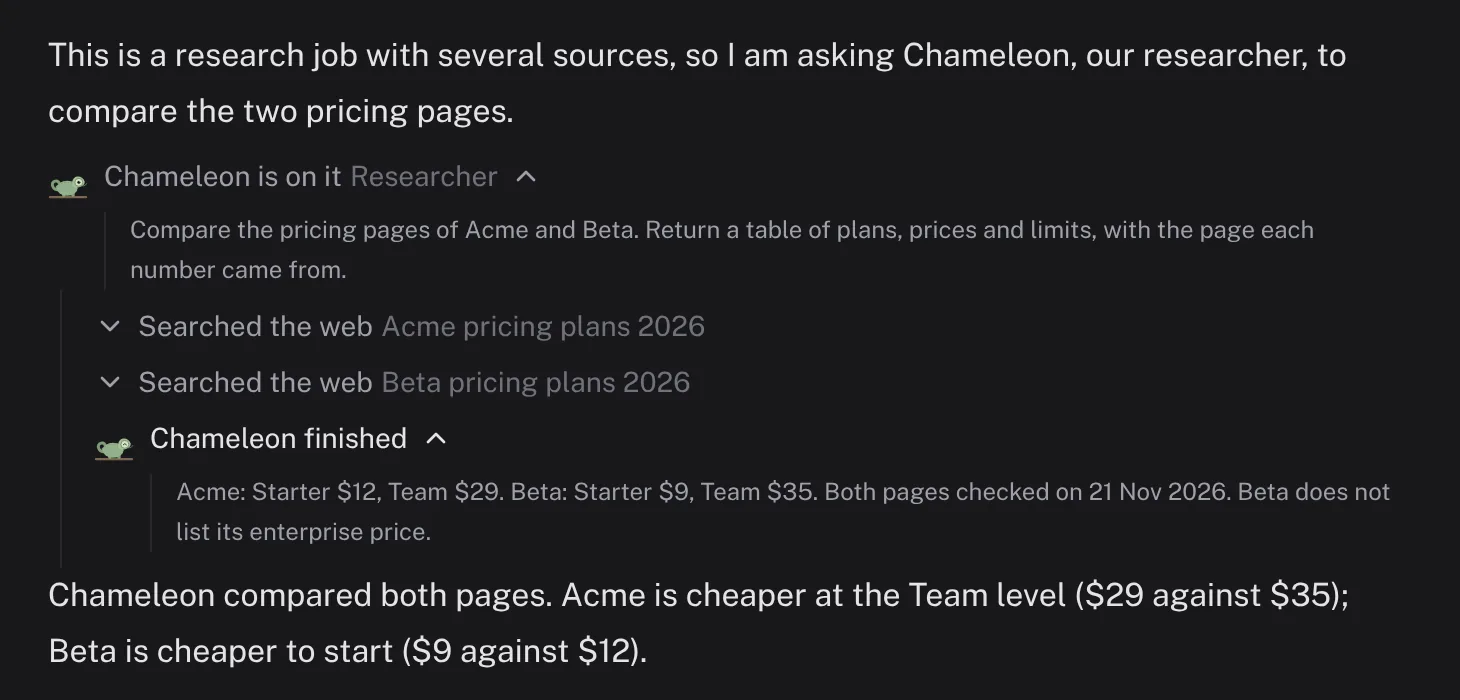 This is a research job with several sources, so I am asking Chameleon, our researcher, to
compare the two pricing pages.
Chameleon is on it Researcher
Compare the pricing pages of Acme and Beta. Return a table of plans, prices and limits, with the page each
number came from.
Searched the web Acme pricing plans 2026
Searched the web Beta pricing plans 2026
Chameleon finished
Acme: Starter $12, Team $29. Beta: Starter $9, Team $35. Both pages checked on 21 Nov 2026. Beta does not
list its enterprise price.
Chameleon compared both pages. Acme is cheaper at the Team level ($29 against $35);
Beta is cheaper to start ($9 against $12).